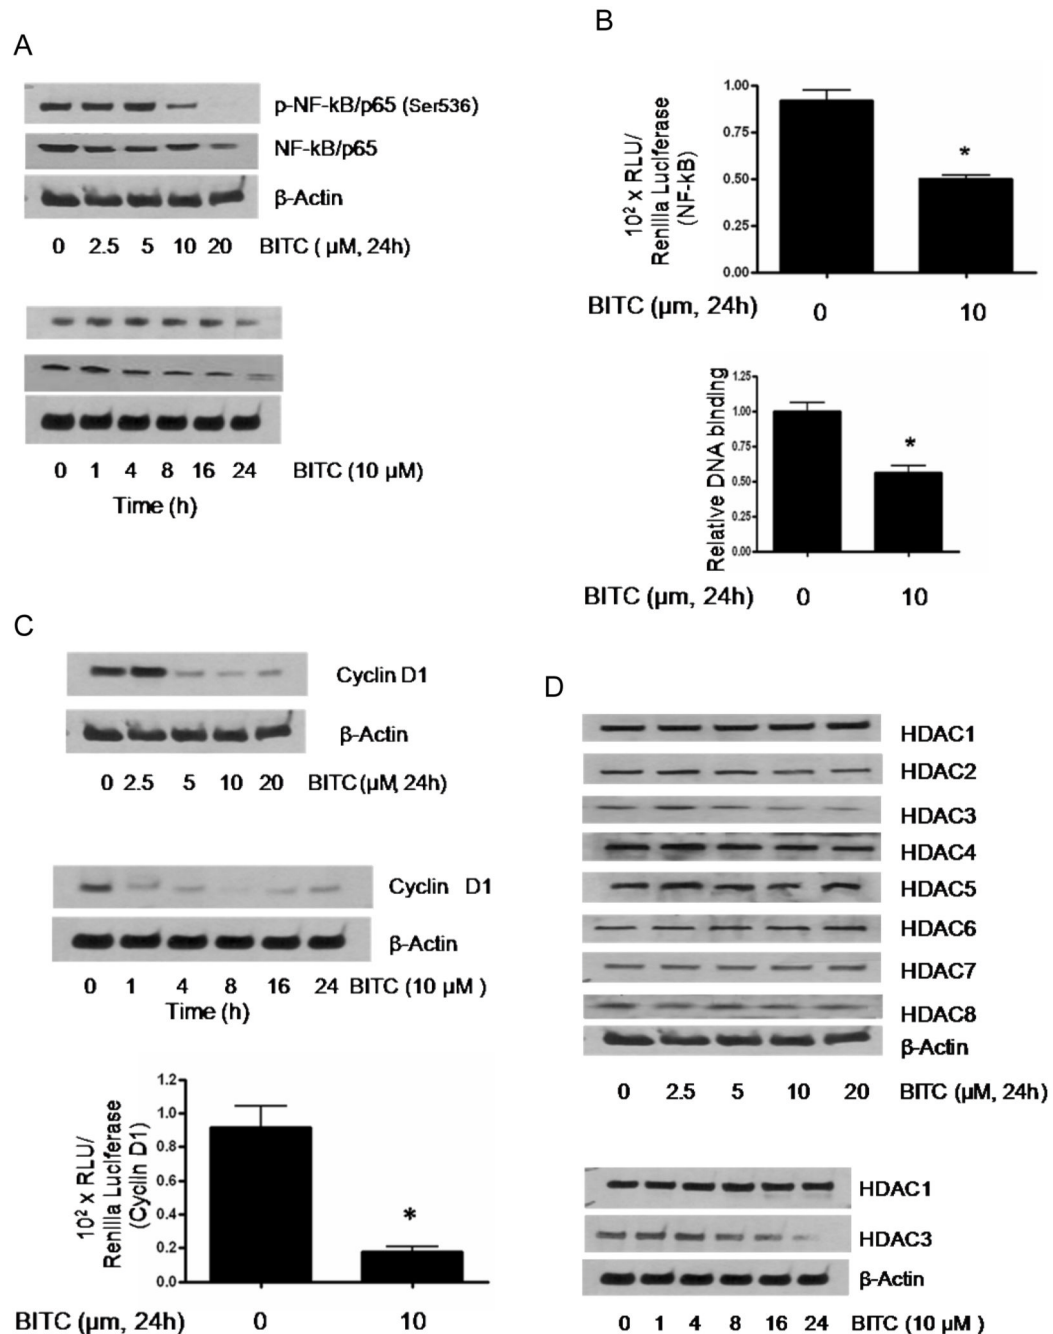 A
p-NF-kB/p65 (Ser536)
NF-kB/p65
β-Actin
0 2.5 5 10 20 BITC ( µM, 24h)
0 1 4 8 16 24 BITC (10 µM)
Time (h)
B
10² x RLU/
Renilla Luciferase
(NF-kB)
1.00
0.75
0.50
0.25
0.00
*
BITC (µm, 24h) 0 10
Relative DNA binding
1.25
1.00
0.75
0.50
0.25
0.00
*
BITC (µm, 24h) 0 10
C
Cyclin D1
β-Actin
0 2.5 5 10 20 BITC (µM, 24h)
Cyclin D1
β-Actin
0 1 4 8 16 24 BITC (10 µM )
Time (h)
10² x RLU/
Renilla Luciferase
(Cyclin D1)
1.2
1.0
0.8
0.6
0.4
0.2
0.0
*
BITC (µm, 24h) 0 10
D
HDAC1
HDAC2
HDAC3
HDAC4
HDAC5
HDAC6
HDAC7
HDAC8
β-Actin
0 2.5 5 10 20 BITC (µM, 24h)
HDAC1
HDAC3
β-Actin
0 1 4 8 16 24 BITC (10 µM )